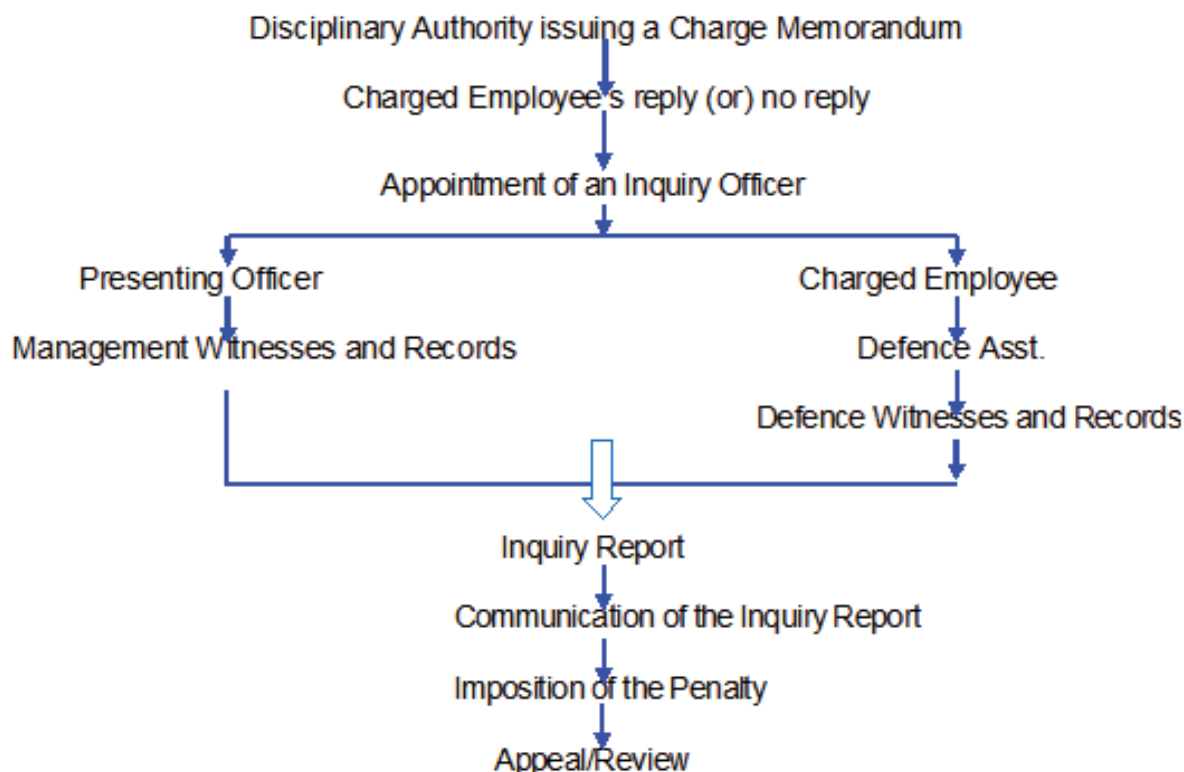 Disciplinary Authority issuing a Charge Memorandum
Charged Employee's reply (or) no reply
Appointment of an Inquiry Officer
Presenting Officer
Charged Employee
Management Witnesses and Records
Defence Asst.
Defence Witnesses and Records
Inquiry Report
Communication of the Inquiry Report
Imposition of the Penalty
Appeal/Review